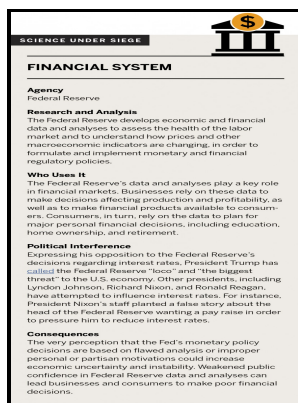 $
SCIENCE UNDER SIEGE
FINANCIAL SYSTEM
Agency
Federal Reserve
Research and Analysis
The Federal Reserve develops economic and financial
data and analyses to assess the health of the labor
market and to understand how prices and other
macroeconomic indicators are changing, in order to
formulate and implement monetary and financial
regulatory policies.
Who Uses It
The Federal Reserve's data and analyses play a key role
in financial markets. Businesses rely on these data to
make decisions affecting production and profitability, as
well as to make financial products available to consum-
ers. Consumers, in turn, rely on the data to plan for
major personal financial decisions, including education,
home ownership, and retirement.
Political Interference
Expressing his opposition to the Federal Reserve's
decisions regarding interest rates, President Trump has
called the Federal Reserve "loco" and "the biggest
threat" to the U.S. economy. Other presidents, including
Lyndon Johnson, Richard Nixon, and Ronald Reagan,
have attempted to influence interest rates. For instance,
President Nixon's staff planted a false story about the
head of the Federal Reserve wanting a pay raise in order
to pressure him to reduce interest rates.
Consequences
The very perception that the Fed's monetary policy
decisions are based on flawed analysis or improper
personal or partisan motivations could increase
economic uncertainty and instability. Weakened public
confidence in Federal Reserve data and analyses can
lead businesses and consumers to make poor financial
decisions.